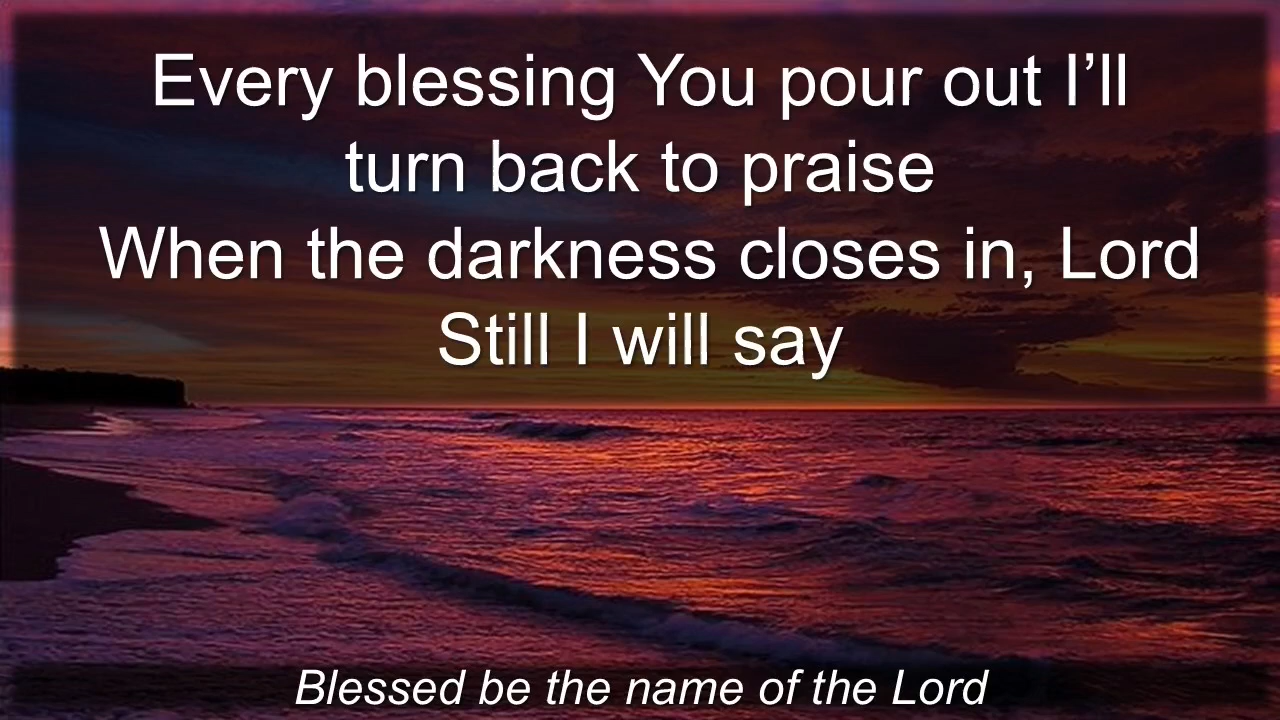 Every blessing You pour out I’ll
turn back to praise
When the darkness closes in, Lord
Still I will say
Blessed be the name of the Lord